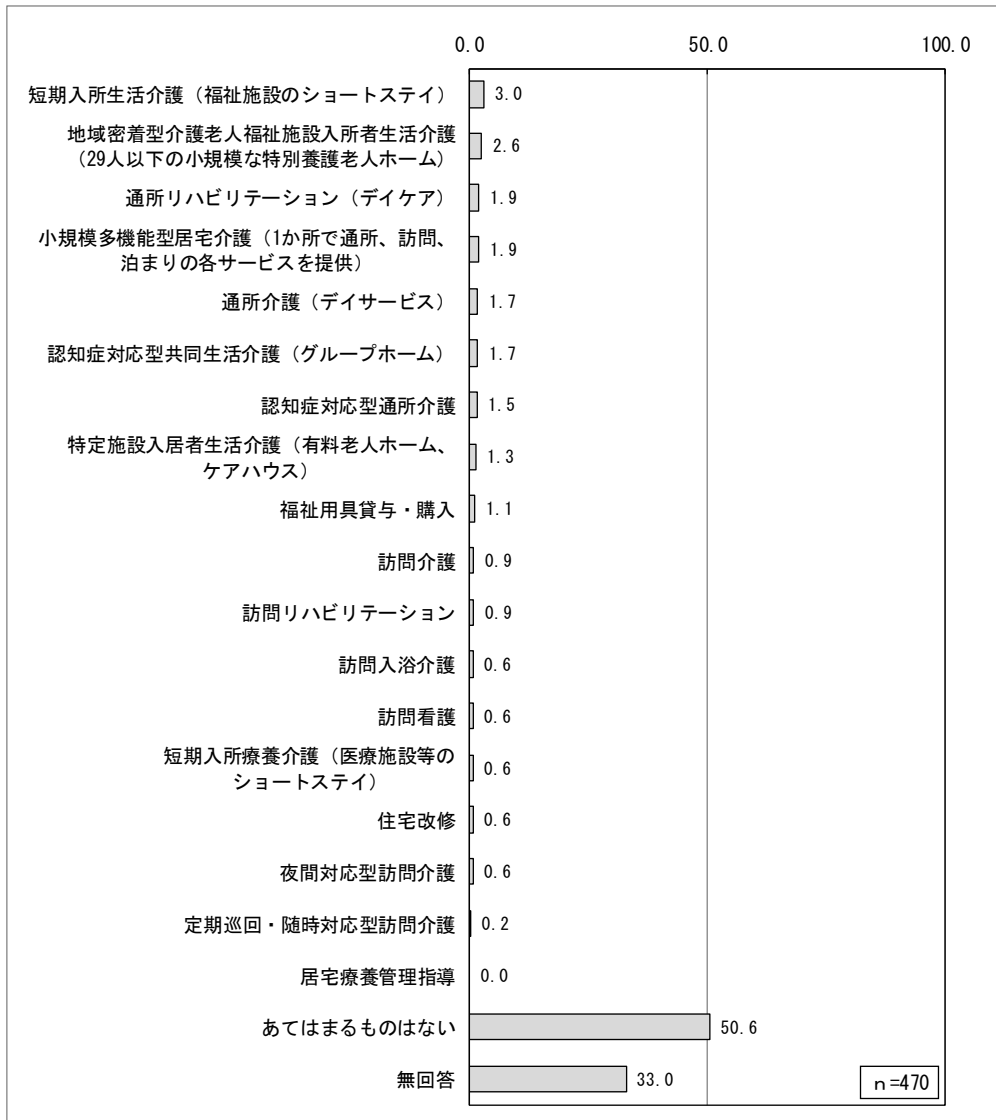 0.0 50.0 100.0
短期入所生活介護（福祉施設のショートステイ） 3.0
地域密着型介護老人福祉施設入所者生活介護
（29人以下の小規模な特別養護老人ホーム） 2.6
通所リハビリテーション（デイケア） 1.9
小規模多機能型居宅介護（1か所で通所、訪問、
泊まりの各サービスを提供） 1.9
通所介護（デイサービス） 1.7
認知症対応型共同生活介護（グループホーム） 1.7
認知症対応型通所介護 1.5
特定施設入居者生活介護（有料老人ホーム、
ケアハウス） 1.3
福祉用具貸与・購入 1.1
訪問介護 0.9
訪問リハビリテーション 0.9
訪問入浴介護 0.6
訪問看護 0.6
短期入所療養介護（医療施設等の
ショートステイ） 0.6
住宅改修 0.6
夜間対応型訪問介護 0.6
定期巡回・随時対応型訪問介護 0.2
居宅療養管理指導 0.0
あてはまるものはない 50.6
無回答 33.0
ｎ=470